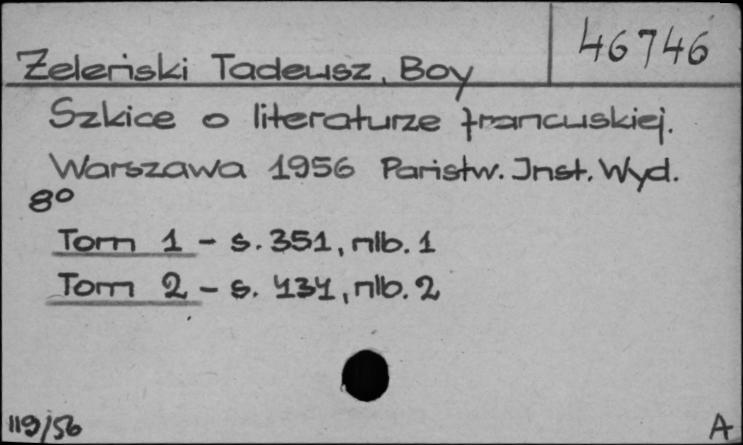 46746
Żeleński Tadeusz, Boy
Szkice o literaturze francuskiej.
Warszawa 1956 Państw. Inst. Wyd.
8º
Tom 1 - s. 351, nlb. 1
Tom 2 - s. 434, nlb. 2
119/56
A